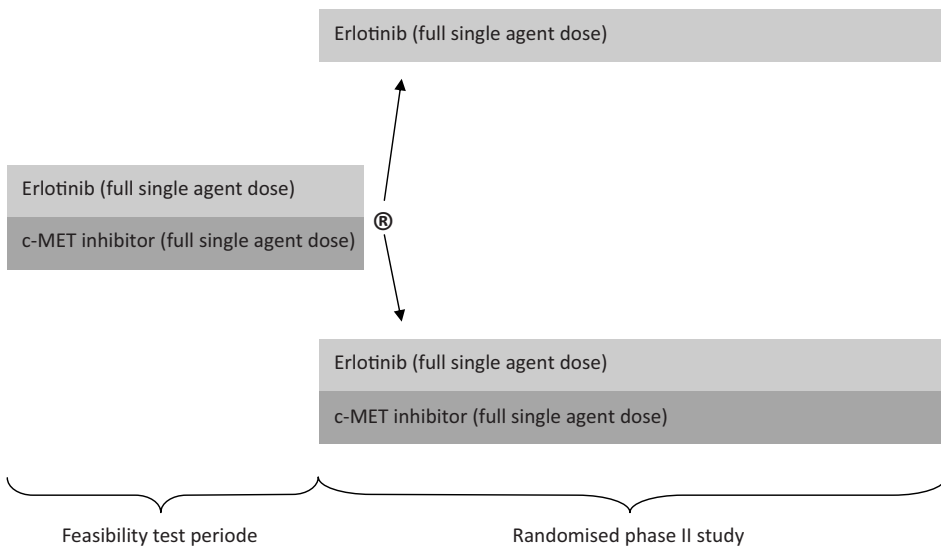 Erlotinib (full single agent dose)
Erlotinib (full single agent dose)
c-MET inhibitor (full single agent dose)
®
Erlotinib (full single agent dose)
c-MET inhibitor (full single agent dose)
Feasibility test periode
Randomised phase II study